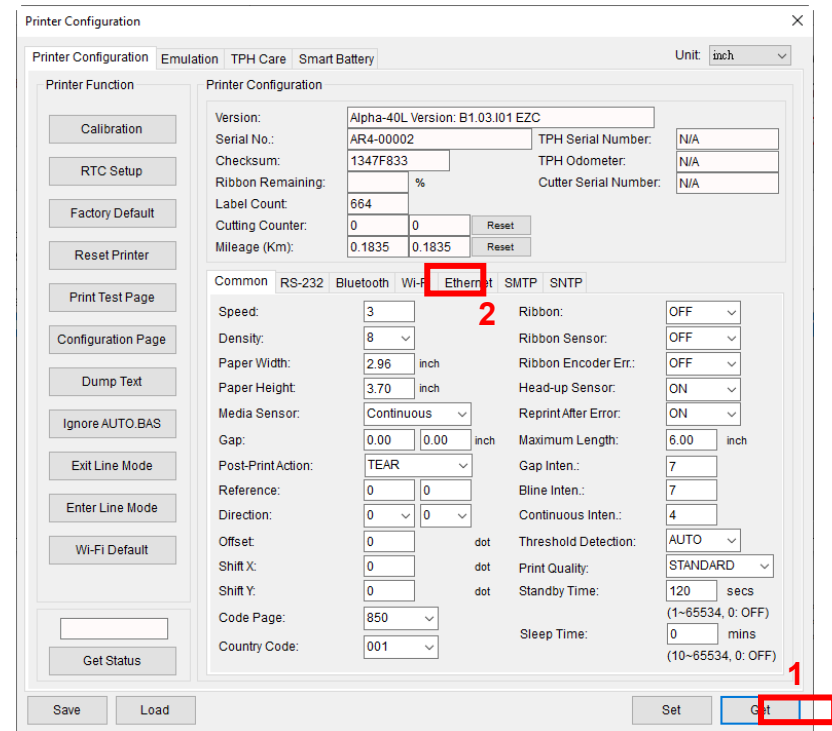 Printer Configuration
Printer Configuration Emulation TPH Care Smart Battery Unit: inch
Printer Function
Calibration
RTC Setup
Factory Default
Reset Printer
Print Test Page
Configuration Page
Dump Text
Ignore AUTO.BAS
Exit Line Mode
Enter Line Mode
Wi-Fi Default
Get Status
Printer Configuration
Version: Alpha-40L Version: B1.03.I01 EZC
Serial No.: AR4-00002 TPH Serial Number: N/A
Checksum: 1347F833 TPH Odometer: N/A
Ribbon Remaining: % Cutter Serial Number: N/A
Label Count: 664
Cutting Counter: 0 0 Reset
Mileage (Km): 0.1835 0.1835 Reset
Common RS-232 Bluetooth Wi-Fi Ethernet SMTP SNTP
2
Speed: 3 Ribbon: OFF
Density: 8 Ribbon Sensor: OFF
Paper Width: 2.96 inch Ribbon Encoder Err.: OFF
Paper Height: 3.70 inch Head-up Sensor: ON
Media Sensor: Continuous Reprint After Error: ON
Gap: 0.00 0.00 inch Maximum Length: 6.00 inch
Post-Print Action: TEAR Gap Inten.: 7
Reference: 0 0 Bline Inten.: 7
Direction: 0 0 Continuous Inten.: 4
Offset: 0 dot Threshold Detection: AUTO
Shift X: 0 dot Print Quality: STANDARD
Shift Y: 0 dot Standby Time: 120 secs
(1~65534, 0: OFF)
Code Page: 850
Sleep Time: 0 mins
Country Code: 001
(10~65534, 0: OFF)
1
Save Load Set Get